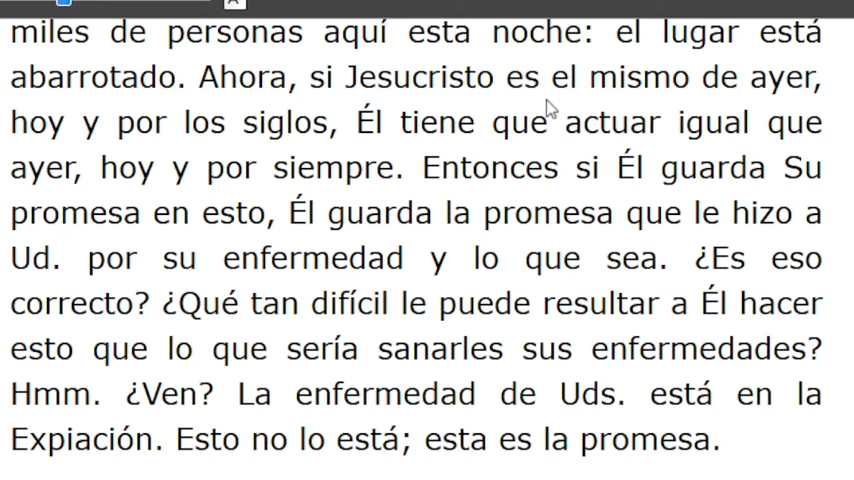 A
miles de personas aquí esta noche: el lugar está
abarrotado. Ahora, si Jesucristo es el mismo de ayer,
hoy y por los siglos, Él tiene que actuar igual que
ayer, hoy y por siempre. Entonces si Él guarda Su
promesa en esto, Él guarda la promesa que le hizo a
Ud. por su enfermedad y lo que sea. ¿Es eso
correcto? ¿Qué tan difícil le puede resultar a Él hacer
esto que lo que sería sanarles sus enfermedades?
Hmm. ¿Ven? La enfermedad de Uds. está en la
Expiación. Esto no lo está; esta es la promesa.